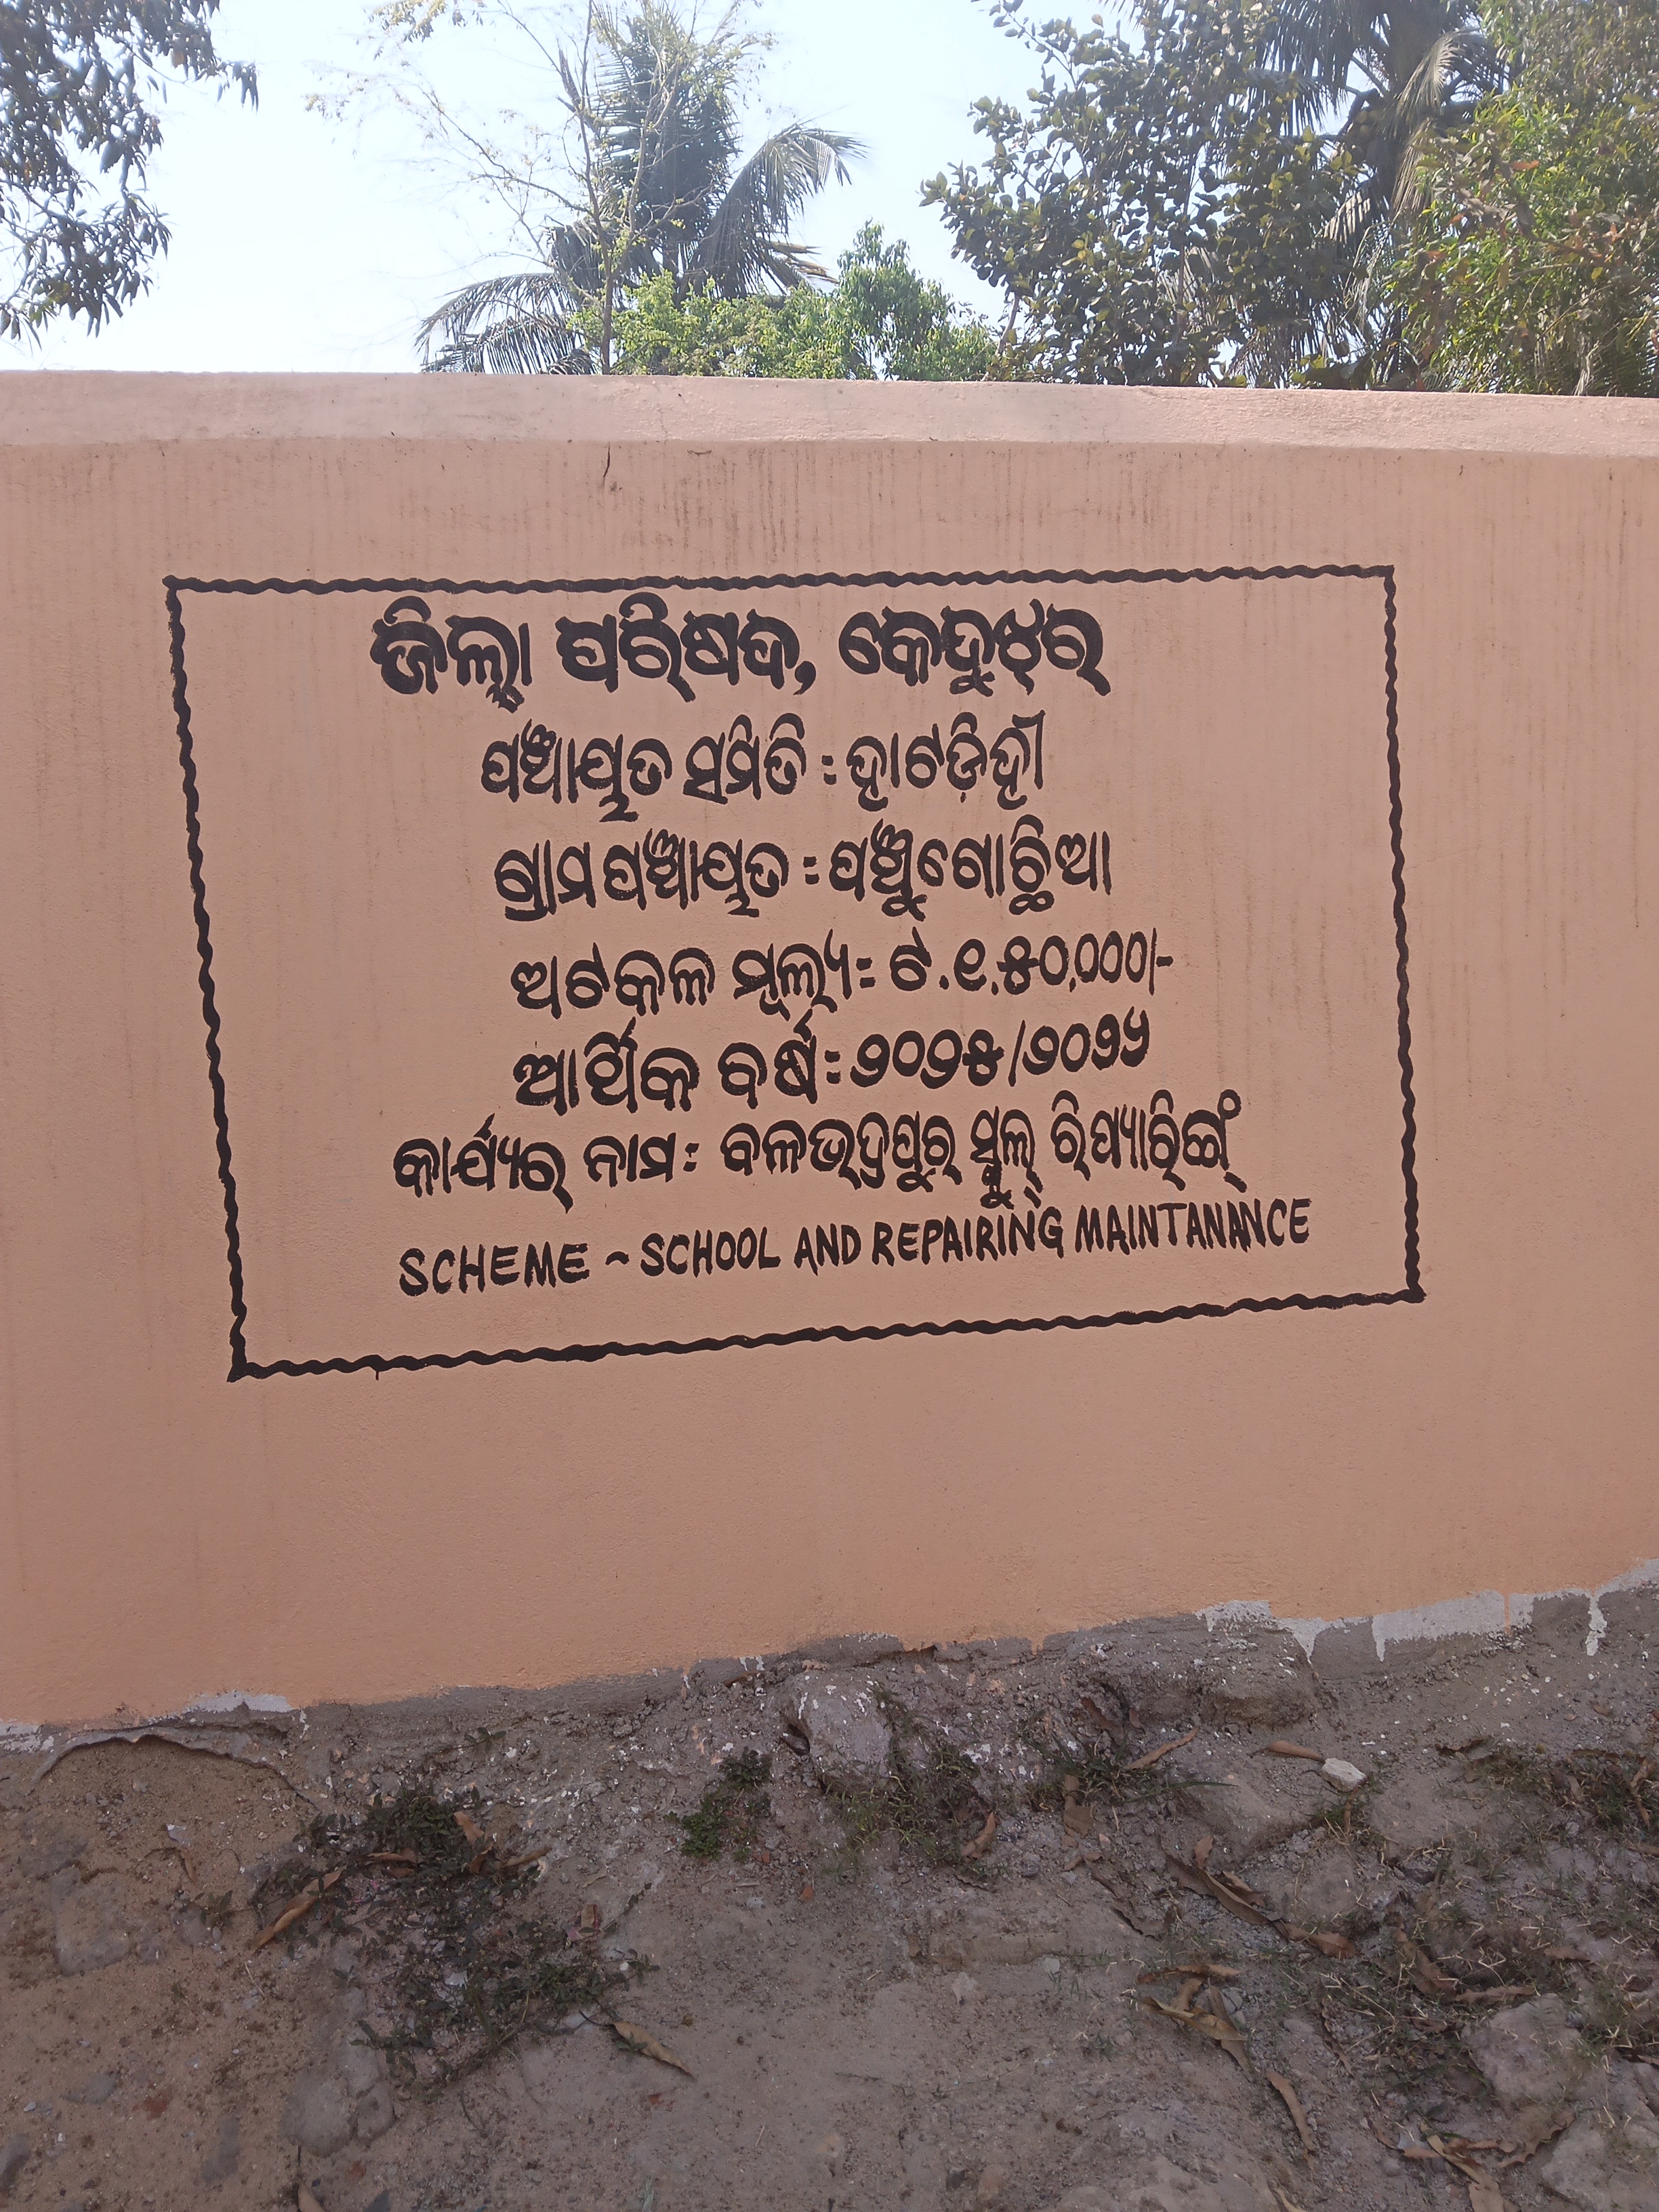 ଜିଲ୍ଲା ପରିଷଦ, କେନ୍ଦୁଝର
ପଞ୍ଚାୟତ ସମିତି : ହାଟଡ଼ିହୀ
ଗ୍ରାମ ପଞ୍ଚାୟତ : ପଞ୍ଚୁଗୋଛିଆ
ଅଟକଳ ମୂଲ୍ୟ : ଟ.୧,୫୦,୦୦୦/-
ଆର୍ଥିକ ବର୍ଷ : ୨୦୨୫/୨୦୨୬
କାର୍ଯ୍ୟର ନାମ : ବଳଭଦ୍ରପୁର ସ୍କୁଲ୍ ରିପ୍ୟାରିଙ୍ଗ୍
SCHEME ~ SCHOOL AND REPAIRING MAINTANANCE